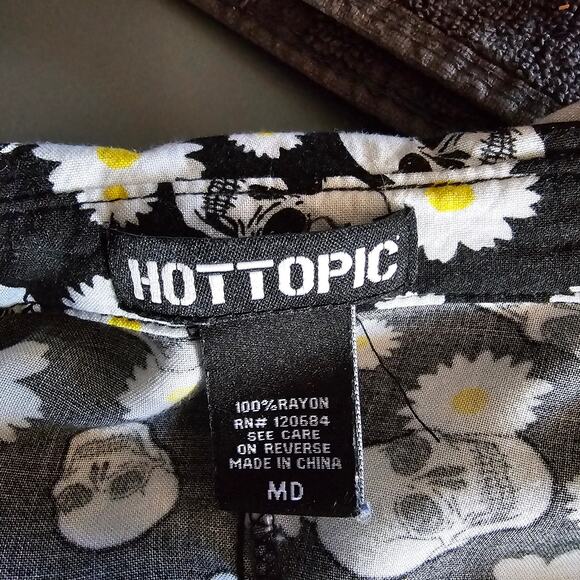 HOTTOPIC
100%RAYON
RN# 120684
SEE CARE
ON REVERSE
MADE IN CHINA
MD